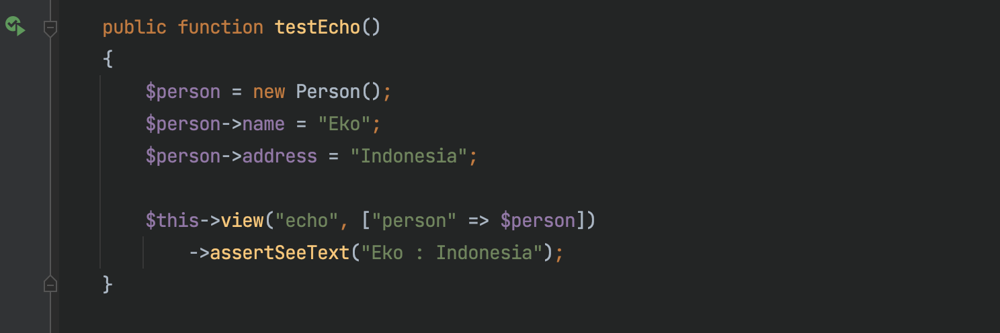 public function testEcho()
{
$person = new Person();
$person->name = "Eko";
$person->address = "Indonesia";
$this->view("echo", ["person" => $person])
->assertSeeText("Eko : Indonesia");
}